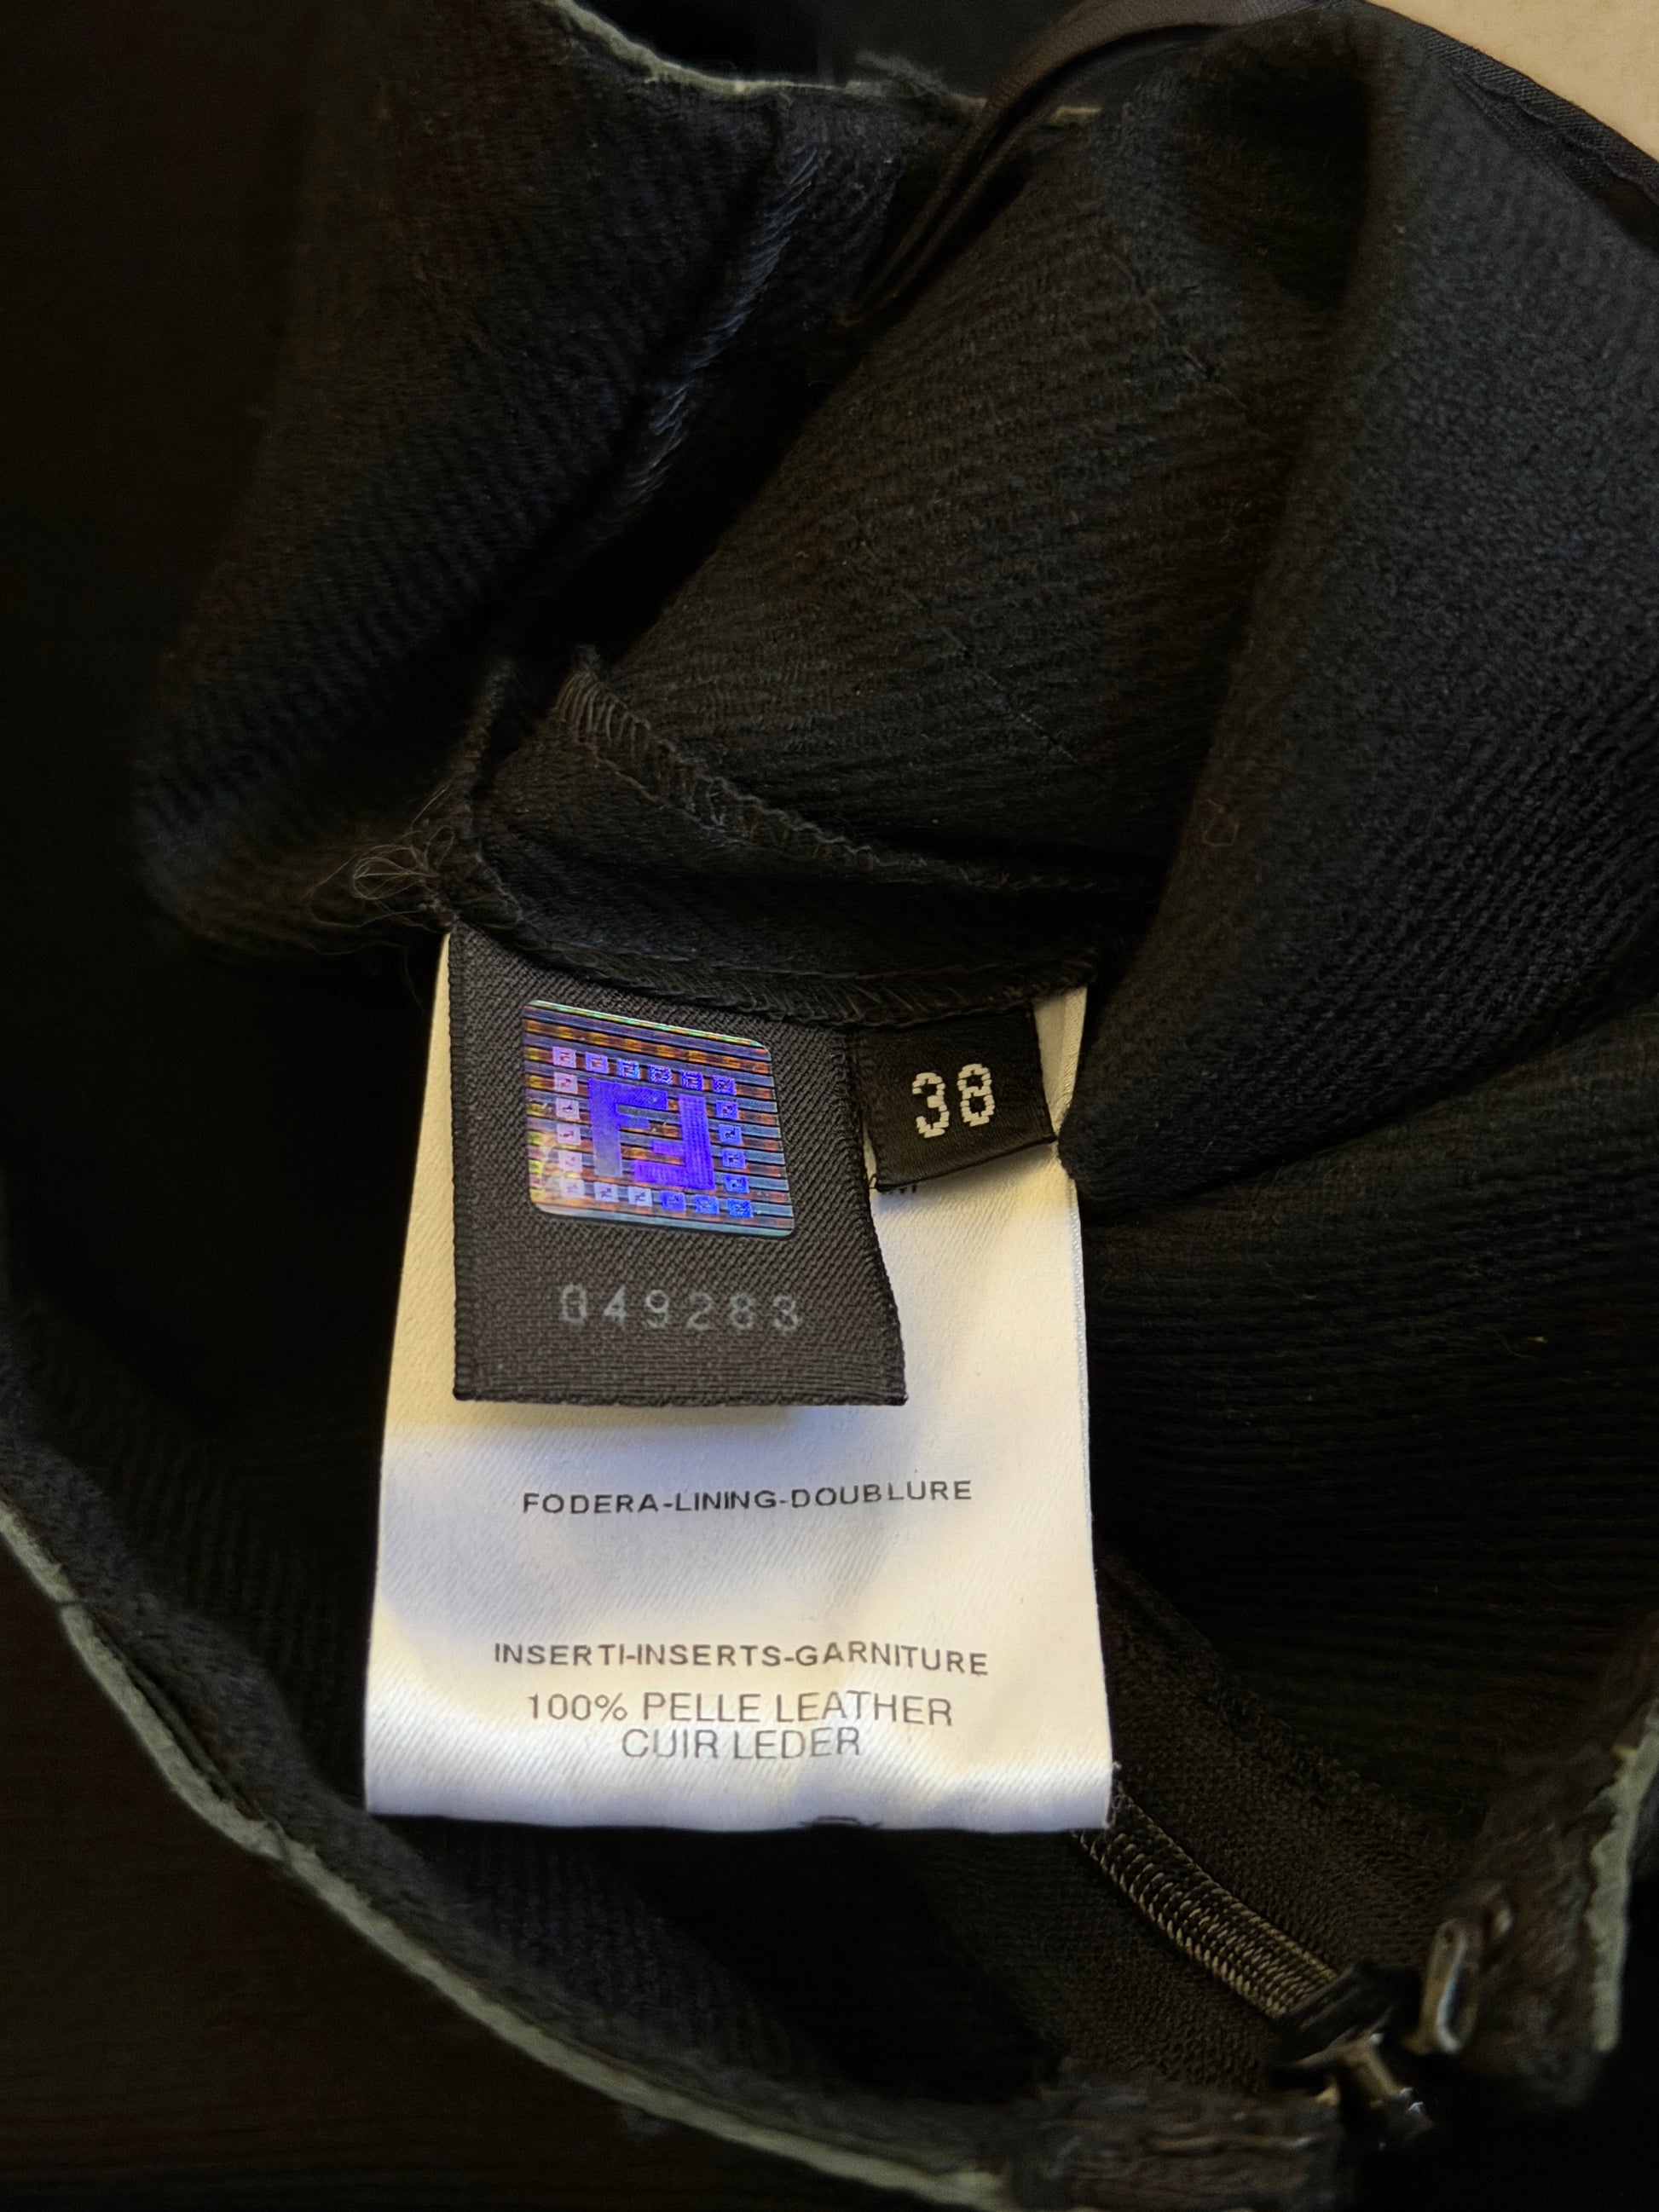 38
049283
FODERA-LINING-DOUBLURE
INSERTI-INSERTS-GARNITURE
100% PELLE LEATHER
CUIR LEDER